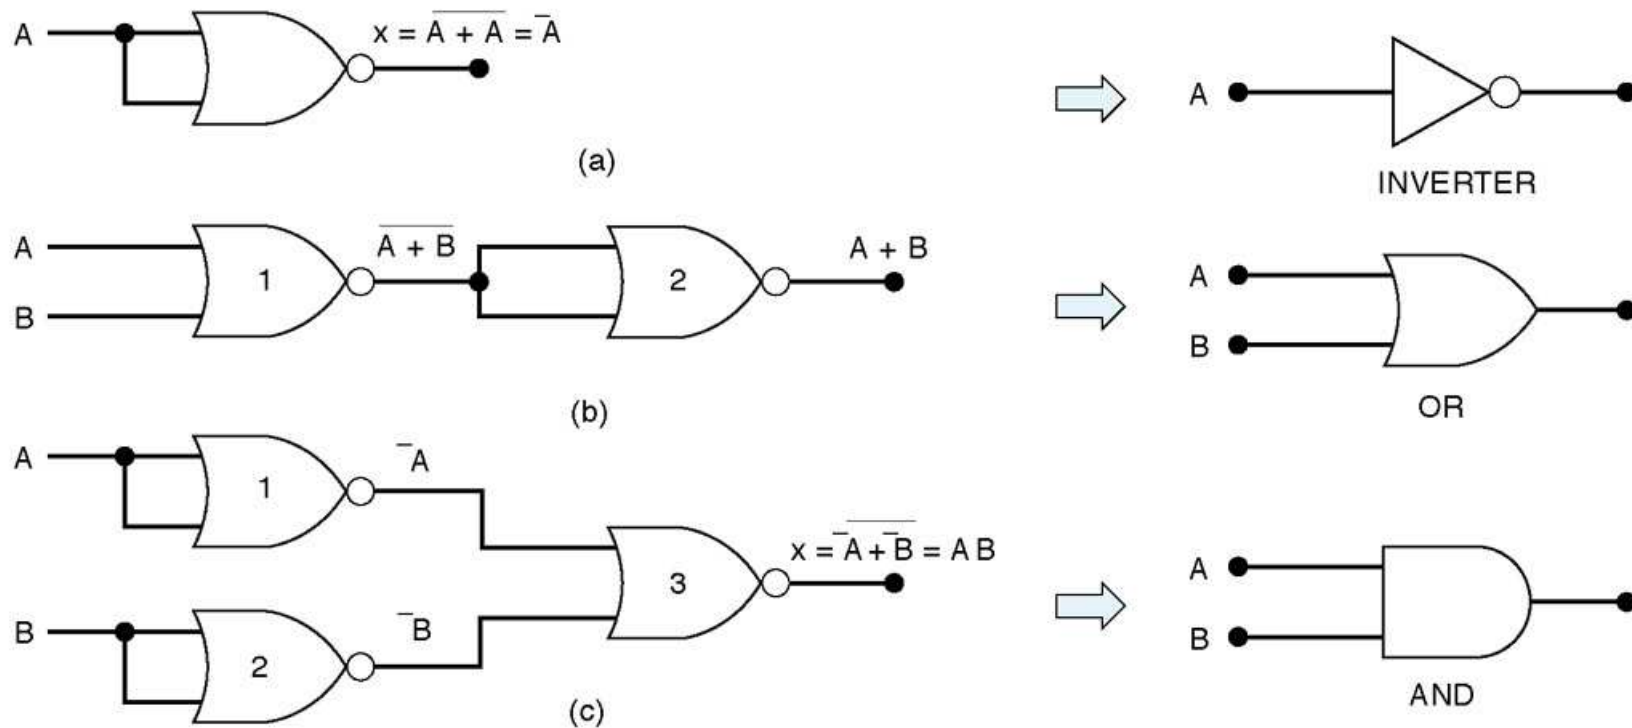 A
x = A̅ ̅+̅ ̅A̅ = A̅
A
(a)
INVERTER
A
B
1
A̅ ̅+̅ ̅B̅
2
A + B
A
B
(b)
OR
A
1
‾A
B
2
‾B
3
x = ‾A̅ ̅+̅ ̅‾B̅ = A B
A
B
(c)
AND